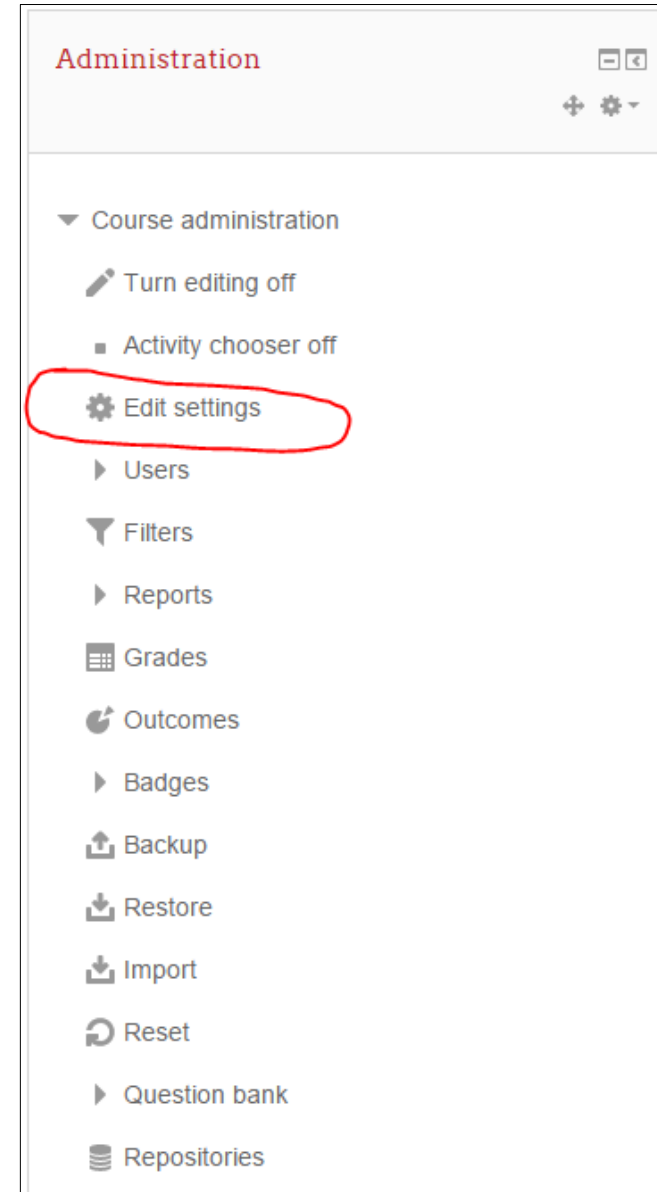 Administration
Course administration
Turn editing off
Activity chooser off
Edit settings
Users
Filters
Reports
Grades
Outcomes
Badges
Backup
Restore
Import
Reset
Question bank
Repositories